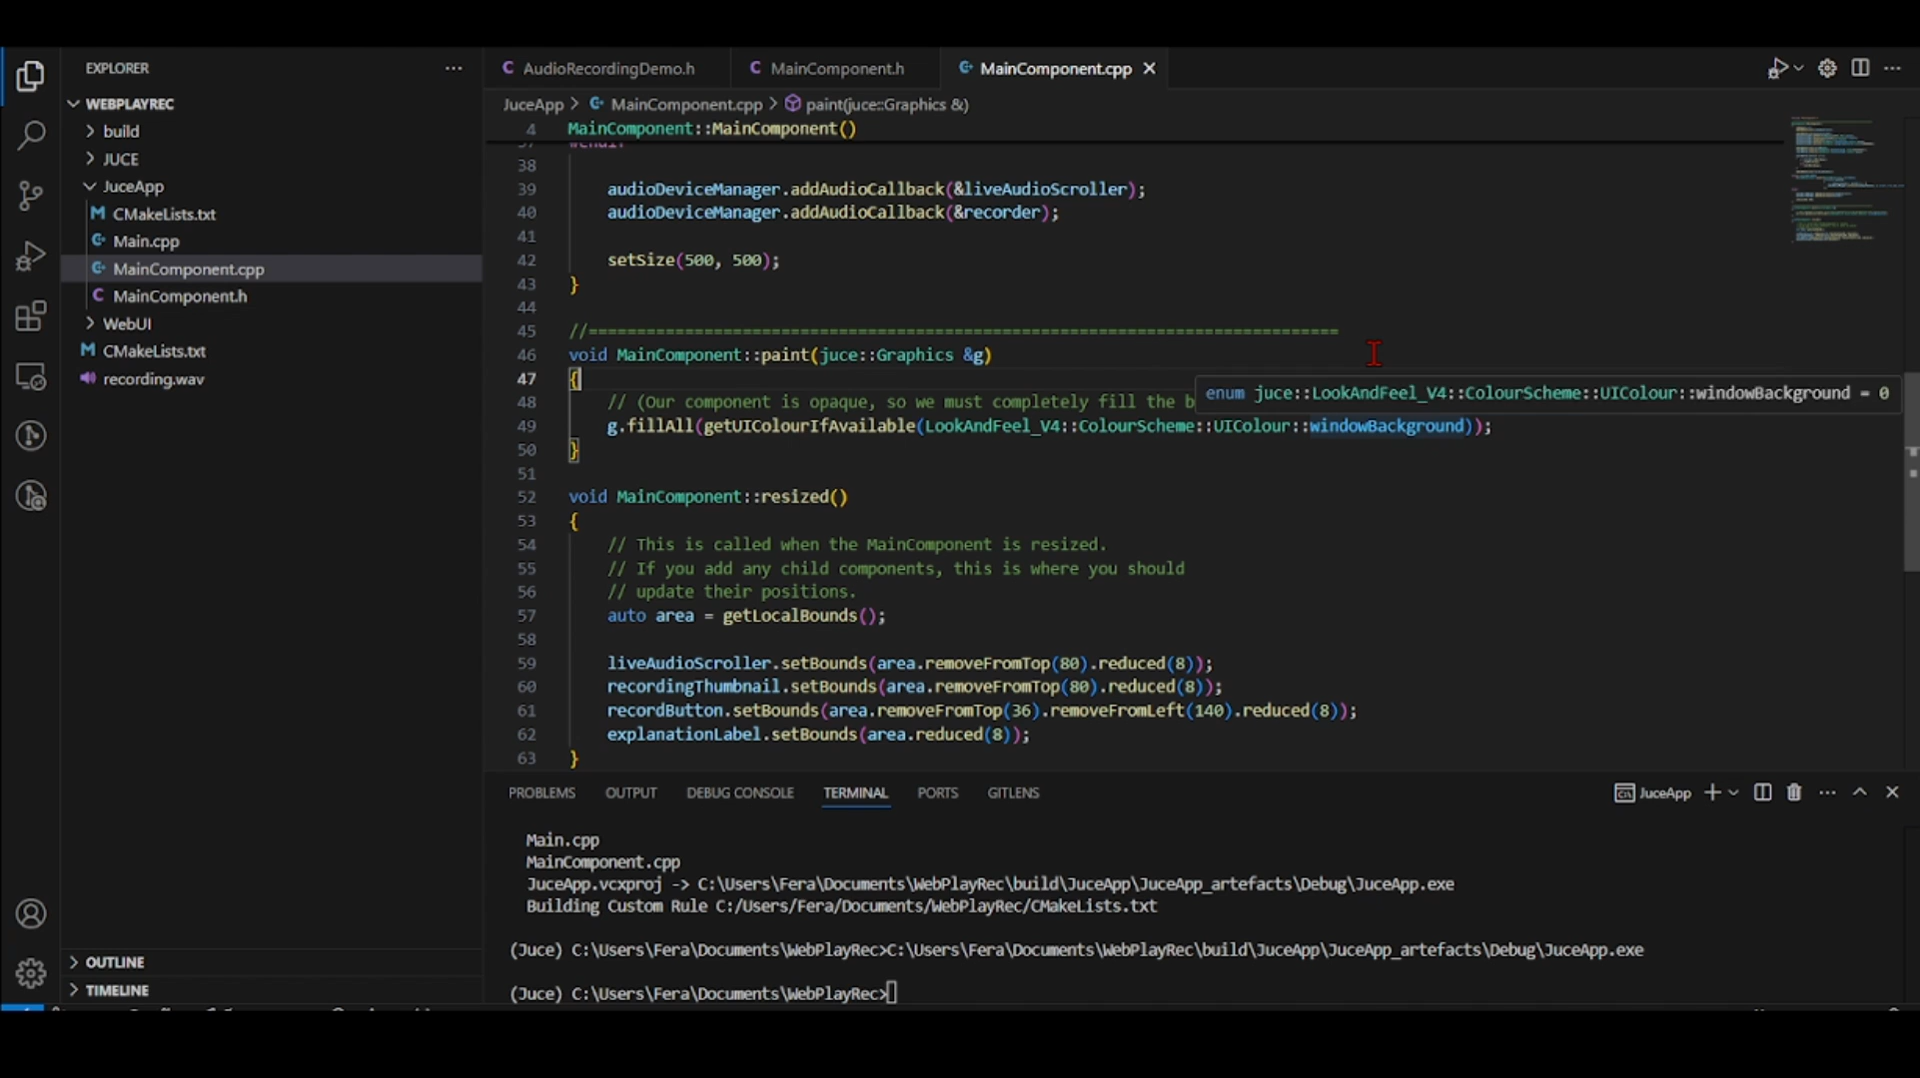 EXPLORER
WEBPLAYREC
build
JUCE
JuceApp
CMakeLists.txt
Main.cpp
MainComponent.cpp
MainComponent.h
WebUI
CMakeLists.txt
recording.wav
OUTLINE
TIMELINE
AudioRecordingDemo.h
MainComponent.h
MainComponent.cpp
JuceApp > MainComponent.cpp > paint(juce::Graphics &)
4 MainComponent::MainComponent()
37 #endif
38
39 audioDeviceManager.addAudioCallback(&liveAudioScroller);
40 audioDeviceManager.addAudioCallback(&recorder);
41
42 setSize(500, 500);
43 }
44
45 //==============================================================================
46 void MainComponent::paint(juce::Graphics &g)
47 {
enum juce::LookAndFeel_V4::ColourScheme::UIColour::windowBackground = 0
48 // (Our component is opaque, so we must completely fill the b
49 g.fillAll(getUIColourIfAvailable(LookAndFeel_V4::ColourScheme::UIColour::windowBackground));
50 }
51
52 void MainComponent::resized()
53 {
54 // This is called when the MainComponent is resized.
55 // If you add any child components, this is where you should
56 // update their positions.
57 auto area = getLocalBounds();
58
59 liveAudioScroller.setBounds(area.removeFromTop(80).reduced(8));
60 recordingThumbnail.setBounds(area.removeFromTop(80).reduced(8));
61 recordButton.setBounds(area.removeFromTop(36).removeFromLeft(140).reduced(8));
62 explanationLabel.setBounds(area.reduced(8));
63 }
PROBLEMS OUTPUT DEBUG CONSOLE TERMINAL PORTS GITLENS
JuceApp
Main.cpp
MainComponent.cpp
JuceApp.vcxproj -> C:\Users\Fera\Documents\WebPlayRec\build\JuceApp\JuceApp_artefacts\Debug\JuceApp.exe
Building Custom Rule C:/Users/Fera/Documents/WebPlayRec/CMakeLists.txt
(Juce) C:\Users\Fera\Documents\WebPlayRec>C:\Users\Fera\Documents\WebPlayRec\build\JuceApp\JuceApp_artefacts\Debug\JuceApp.exe
(Juce) C:\Users\Fera\Documents\WebPlayRec>